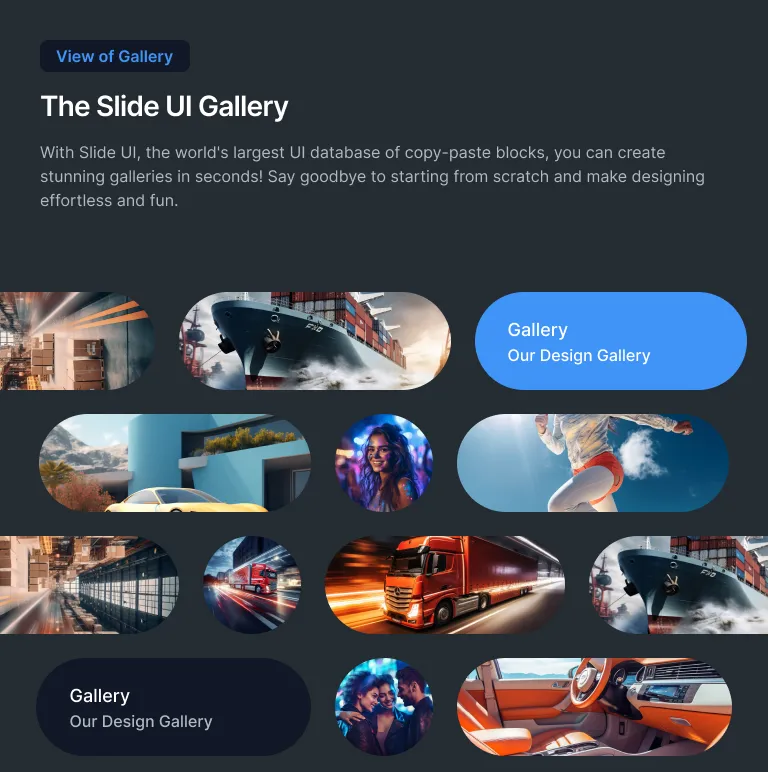 View of Gallery
The Slide UI Gallery
With Slide UI, the world's largest UI database of copy-paste blocks, you can create
stunning galleries in seconds! Say goodbye to starting from scratch and make designing
effortless and fun.
Gallery
Our Design Gallery
Gallery
Our Design Gallery